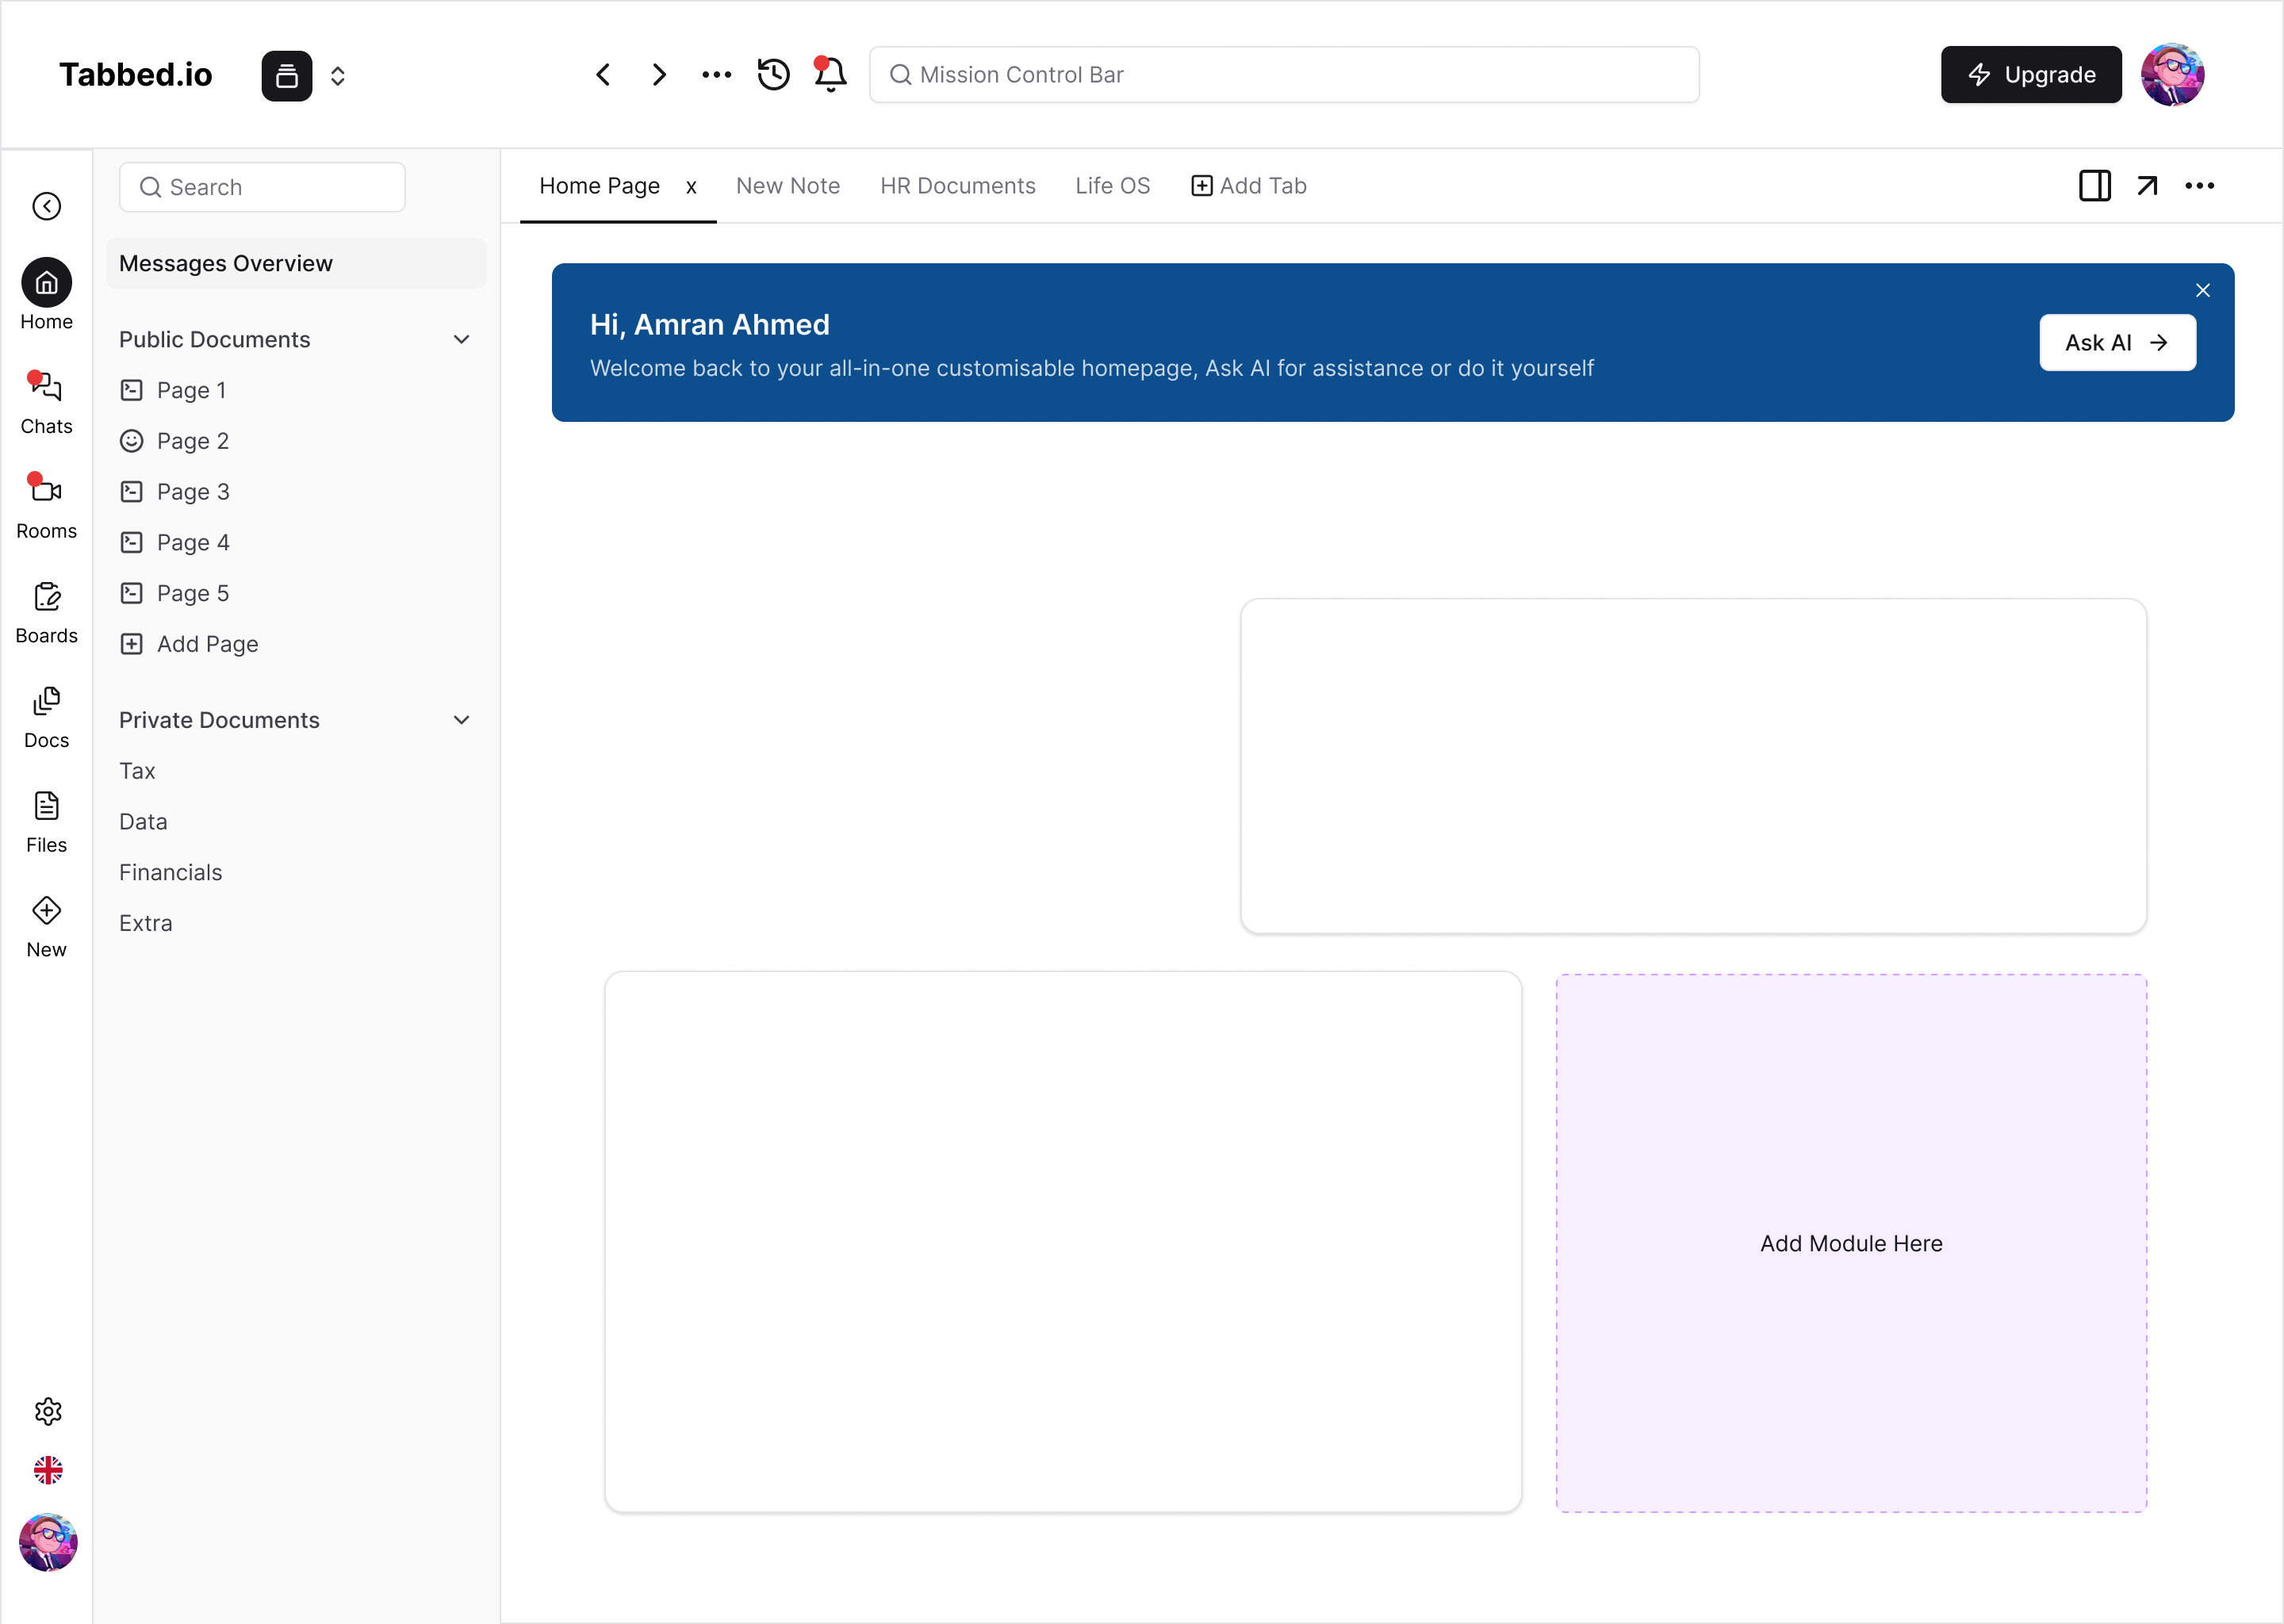 Tabbed.io
Mission Control Bar
Upgrade
Home
Chats
Rooms
Boards
Docs
Files
New
Search
Messages Overview
Public Documents
Page 1
Page 2
Page 3
Page 4
Page 5
Add Page
Private Documents
Tax
Data
Financials
Extra
Home Page x New Note HR Documents Life OS Add Tab
Hi, Amran Ahmed
Welcome back to your all-in-one customisable homepage, Ask AI for assistance or do it yourself
Ask AI
Add Module Here